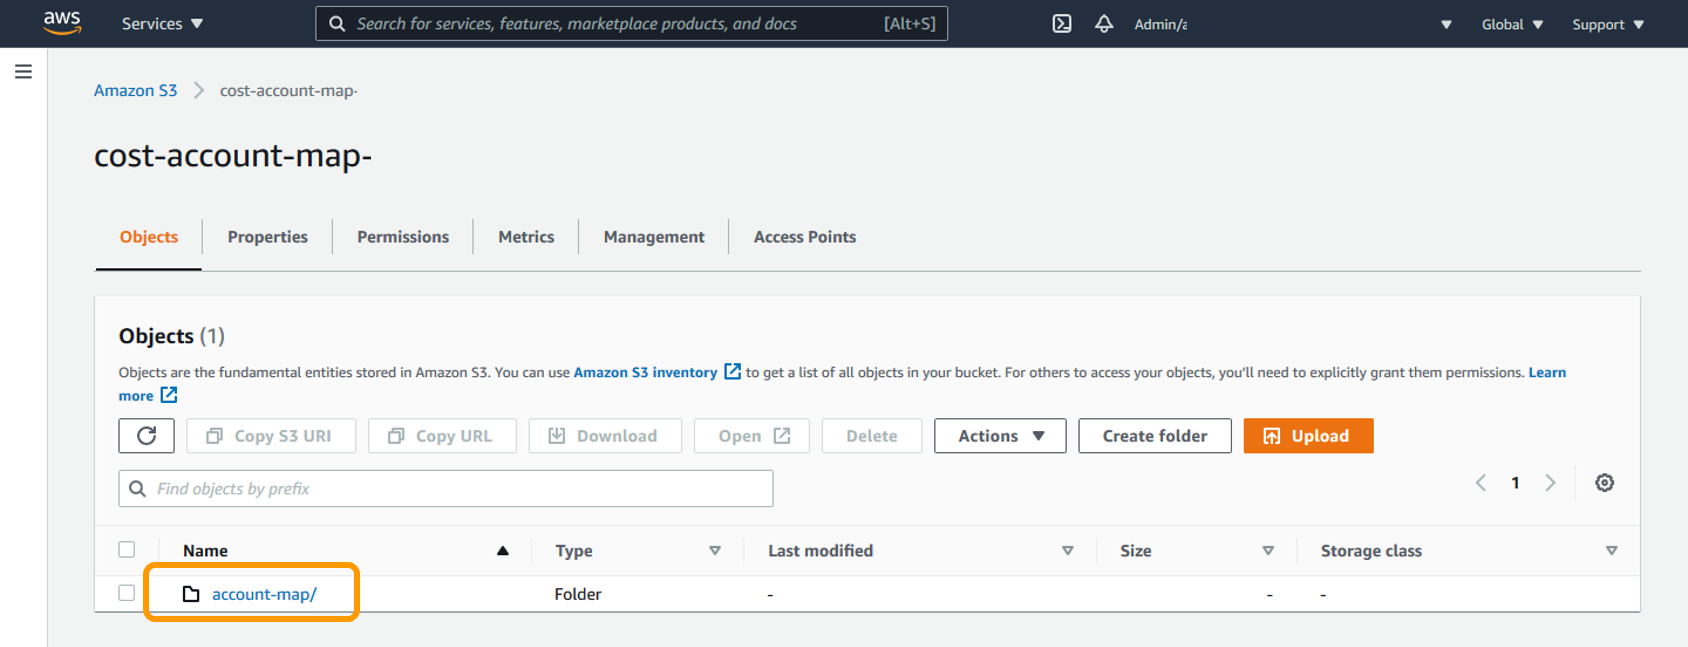 aws Services Search for services, features, marketplace products, and docs [Alt+S] Admin/a Global Support
Amazon S3 cost-account-map-
cost-account-map-
Objects Properties Permissions Metrics Management Access Points
Objects (1)
Objects are the fundamental entities stored in Amazon S3. You can use Amazon S3 inventory to get a list of all objects in your bucket. For others to access your objects, you'll need to explicitly grant them permissions. Learn
more
Copy S3 URI Copy URL Download Open Delete Actions Create folder Upload
Find objects by prefix 1
Name Type Last modified Size Storage class
account-map/ Folder - - -